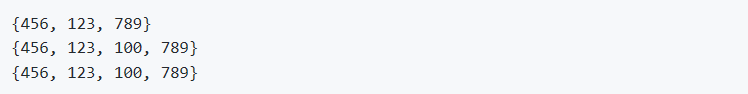 {456, 123, 789}
{456, 123, 100, 789}
{456, 123, 100, 789}